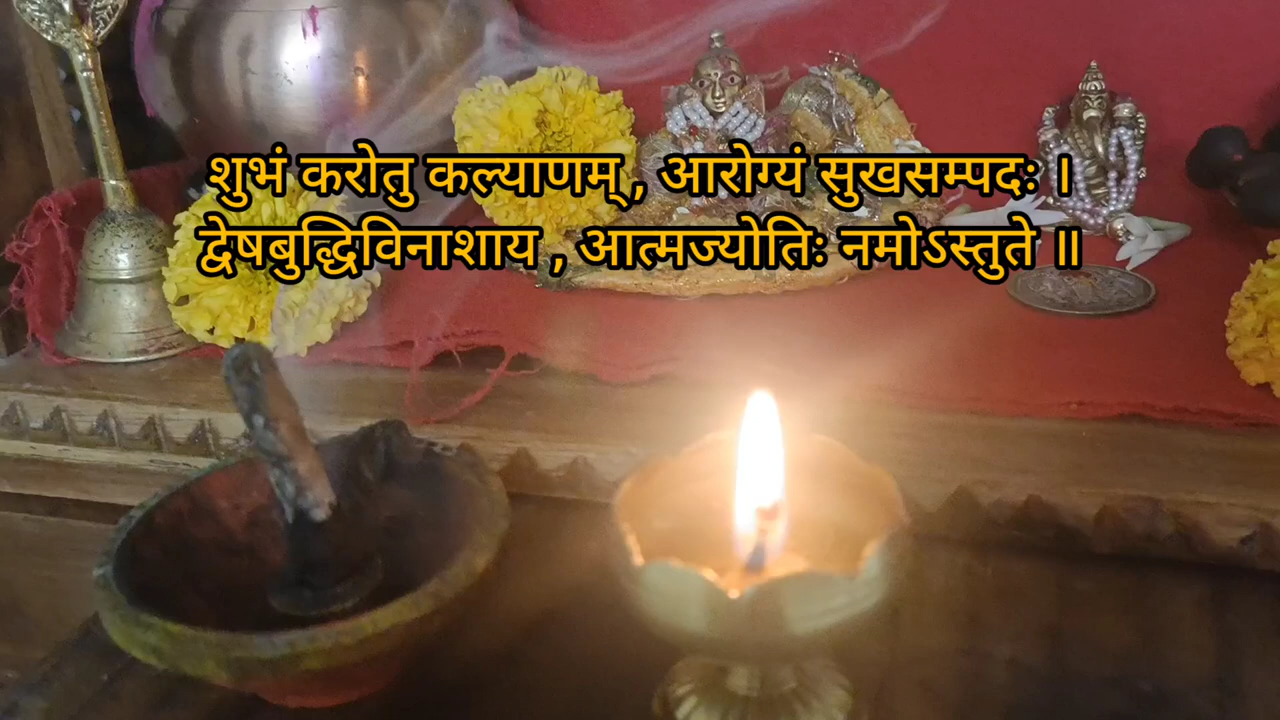 शुभं करोतु कल्याणम् , आरोग्यं सुखसम्पदः ।
द्वेषबुद्धिविनाशाय , आत्मज्योतिः नमोऽस्तुते ॥